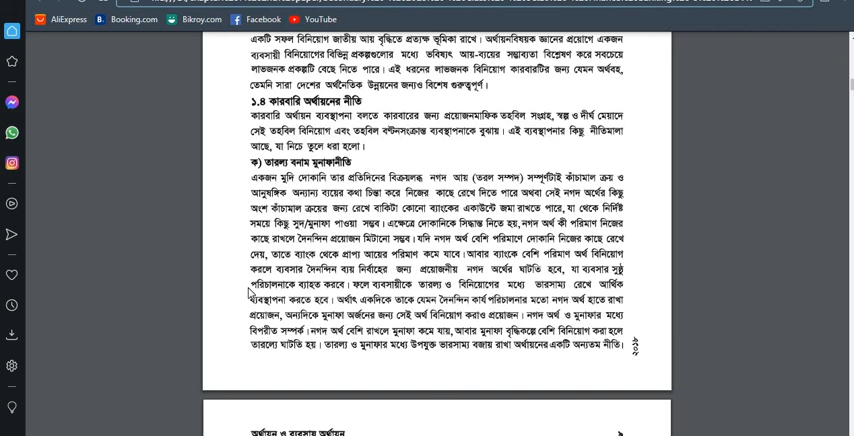 AliExpress Booking.com Bikroy.com Facebook YouTube
একটি সফল বিনিয়োগ জাতীয় আয় বৃদ্ধিতে প্রত্যক্ষ ভূমিকা রাখে। অর্থায়নবিষয়ক জ্ঞানের প্রয়োগে একজন
ব্যবসায়ী বিনিয়োগের বিভিন্ন প্রকল্পগুলোর মধ্যে ভবিষ্যৎ আয়-ব্যয়ের সম্ভাব্যতা বিশ্লেষণ করে সবচেয়ে
লাভজনক প্রকল্পটি বেছে নিতে পারে। এই ধরনের লাভজনক বিনিয়োগ কারবারটির জন্য যেমন অর্থবহ,
তেমনি সারা দেশের অর্থনৈতিক উন্নয়নের জন্যও বিশেষ গুরুত্বপূর্ণ।
১.৪ কারবারি অর্থায়নের নীতি
কারবারি অর্থায়ন ব্যবস্থাপনা বলতে কারবারের জন্য প্রয়োজনমাফিক তহবিল সংগ্রহ, স্বল্প ও দীর্ঘ মেয়াদে
সেই তহবিল বিনিয়োগ এবং তহবিল বণ্টনসংক্রান্ত ব্যবস্থাপনাকে বুঝায়। এই ব্যবস্থাপনার কিছু নীতিমালা
আছে, যা নিচে তুলে ধরা হলো।
ক) তারল্য বনাম মুনাফানীতি
একজন মুদি দোকানি তার প্রতিদিনের বিক্রয়লব্ধ নগদ আয় (তরল সম্পদ) সম্পূর্ণটাই কাঁচামাল ক্রয় ও
আনুষঙ্গিক অন্যান্য ব্যয়ের কথা চিন্তা করে নিজের কাছে রেখে দিতে পারে অথবা সেই নগদ অর্থের কিছু
অংশ কাঁচামাল ক্রয়ের জন্য রেখে বাকিটা কোনো ব্যাংকের একাউন্টে জমা রাখতে পারে, যা থেকে নির্দিষ্ট
সময়ে কিছু সুদ/মুনাফা পাওয়া সম্ভব। এক্ষেত্রে দোকানিকে সিদ্ধান্ত নিতে হয়, নগদ অর্থ কী পরিমাণ নিজের
কাছে রাখলে দৈনন্দিন প্রয়োজন মিটানো সম্ভব। যদি নগদ অর্থ বেশি পরিমাণে দোকানি নিজের কাছে রেখে
দেয়, তাতে ব্যাংক থেকে প্রাপ্য আয়ের পরিমাণ কমে যাবে। আবার ব্যাংকে বেশি পরিমাণ অর্থ বিনিয়োগ
করলে ব্যবসার দৈনন্দিন ব্যয় নির্বাহের জন্য প্রয়োজনীয় নগদ অর্থের ঘাটতি হবে, যা ব্যবসার সুষ্ঠু
পরিচালনাকে ব্যাহত করবে। ফলে ব্যবসায়ীকে তারল্য ও বিনিয়োগের মধ্যে ভারসাম্য রেখে আর্থিক
ব্যবস্থাপনা করতে হবে। অর্থাৎ একদিকে তাকে যেমন দৈনন্দিন কার্য পরিচালনার মতো নগদ অর্থ হাতে রাখা
প্রয়োজন, অন্যদিকে মুনাফা অর্জনের জন্য সেই অর্থ বিনিয়োগ করাও প্রয়োজন। নগদ অর্থ ও মুনাফার মধ্যে
বিপরীত সম্পর্ক। নগদ অর্থ বেশি রাখলে মুনাফা কমে যায়, আবার মুনাফা বৃদ্ধিকল্পে বেশি বিনিয়োগ করা হলে
তারল্যে ঘাটতি হয়। তারল্য ও মুনাফার মধ্যে উপযুক্ত ভারসাম্য বজায় রাখা অর্থায়নের একটি অন্যতম নীতি।
২০১৮
অর্থায়ন ও ব্যবসায় অর্থায়ন ৯